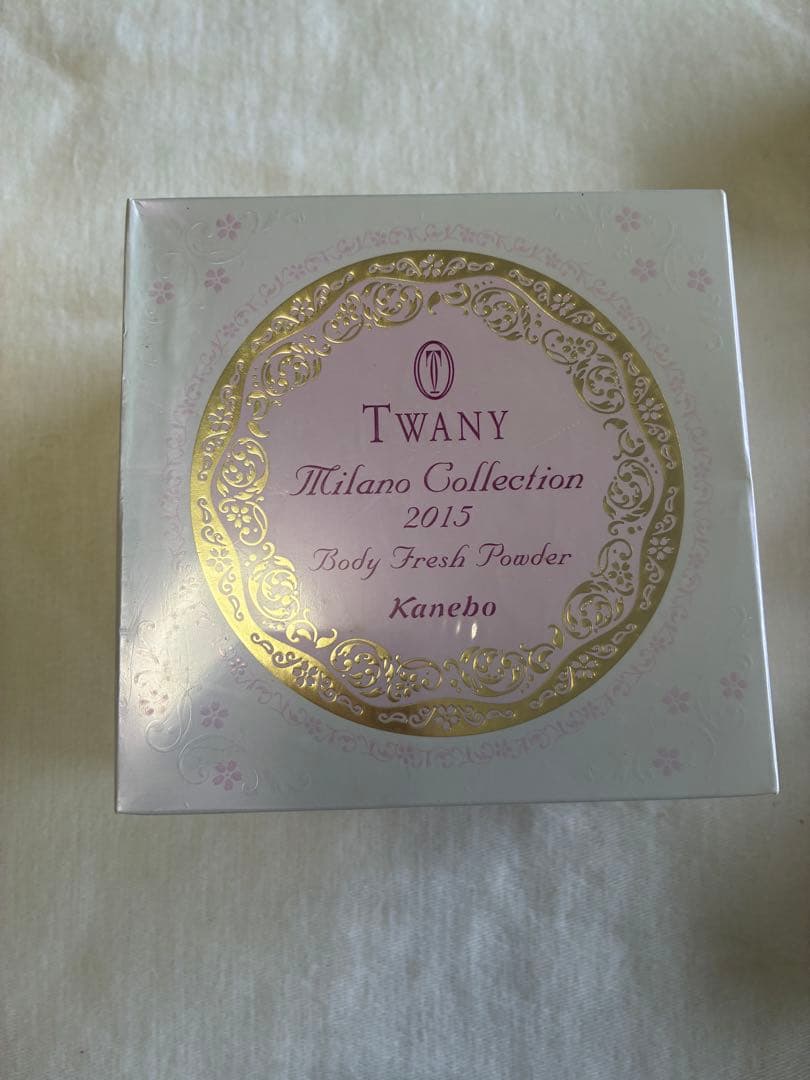 T
TWANY
Milano Collection
2015
Body Fresh Powder
Kanebo